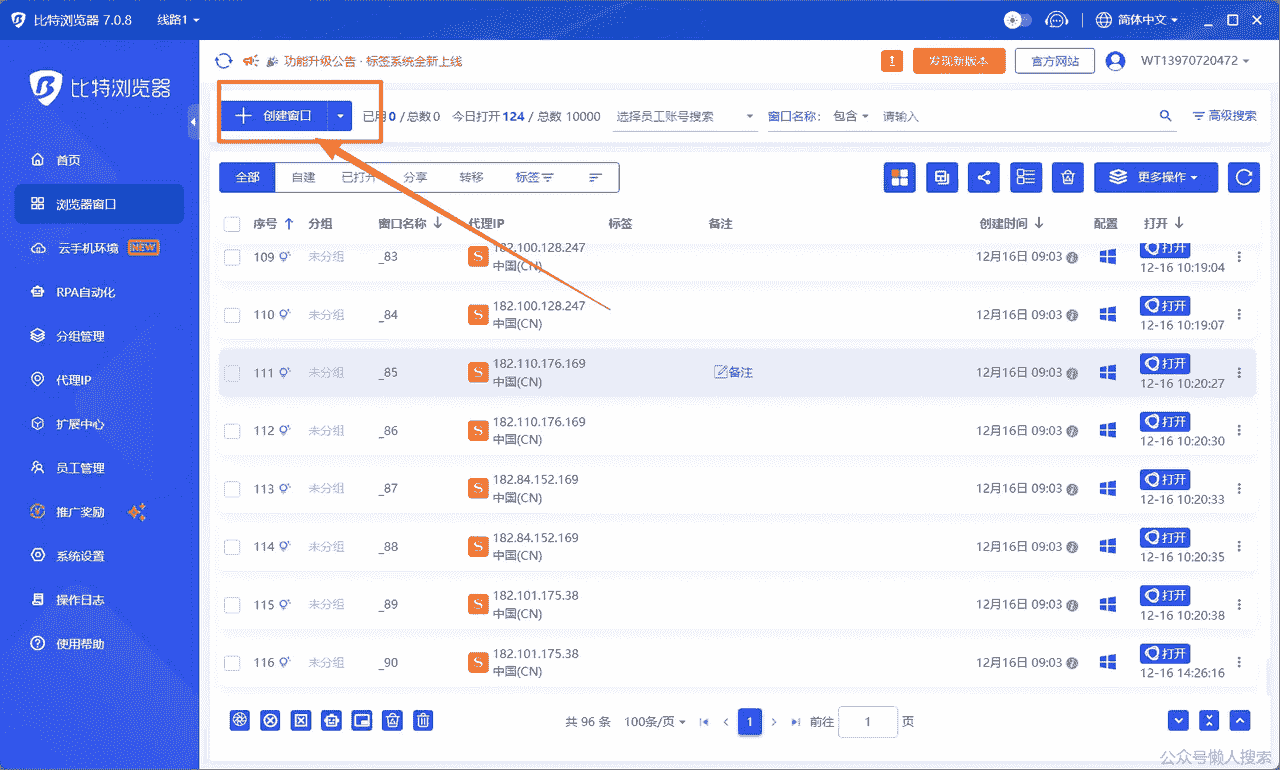 比特浏览器 7.0.8 线路1
简体中文
比特浏览器
功能升级公告 · 标签系统全新上线
发现新版本
官方网站
WT13970720472
创建窗口
已用 0 / 总数 0 今日打开 124 / 总数 10000
选择员工账号搜索
窗口名称: 包含 请输入
高级搜索
首页
浏览器窗口
云手机环境 NEW
RPA自动化
分组管理
代理IP
扩展中心
员工管理
推广奖励
系统设置
操作日志
使用帮助
全部 自建 已打开 分享 转移 标签
更多操作
序号 分组 窗口名称 代理IP 标签 备注 创建时间 配置 打开
109 未分组 _83 182.100.128.247 12月16日 09:03 打开
中国(CN) 12-16 10:19:04
110 未分组 _84 182.100.128.247 12月16日 09:03 打开
中国(CN) 12-16 10:19:07
111 未分组 _85 182.110.176.169 备注 12月16日 09:03 打开
中国(CN) 12-16 10:20:27
112 未分组 _86 182.110.176.169 12月16日 09:03 打开
中国(CN) 12-16 10:20:30
113 未分组 _87 182.84.152.169 12月16日 09:03 打开
中国(CN) 12-16 10:20:33
114 未分组 _88 182.84.152.169 12月16日 09:03 打开
中国(CN) 12-16 10:20:35
115 未分组 _89 182.101.175.38 12月16日 09:03 打开
中国(CN) 12-16 10:20:38
116 未分组 _90 182.101.175.38 12月16日 09:03 打开
中国(CN) 12-16 14:26:16
共 96 条 100条/页 1 前往 1 页
公众号懒人搜索